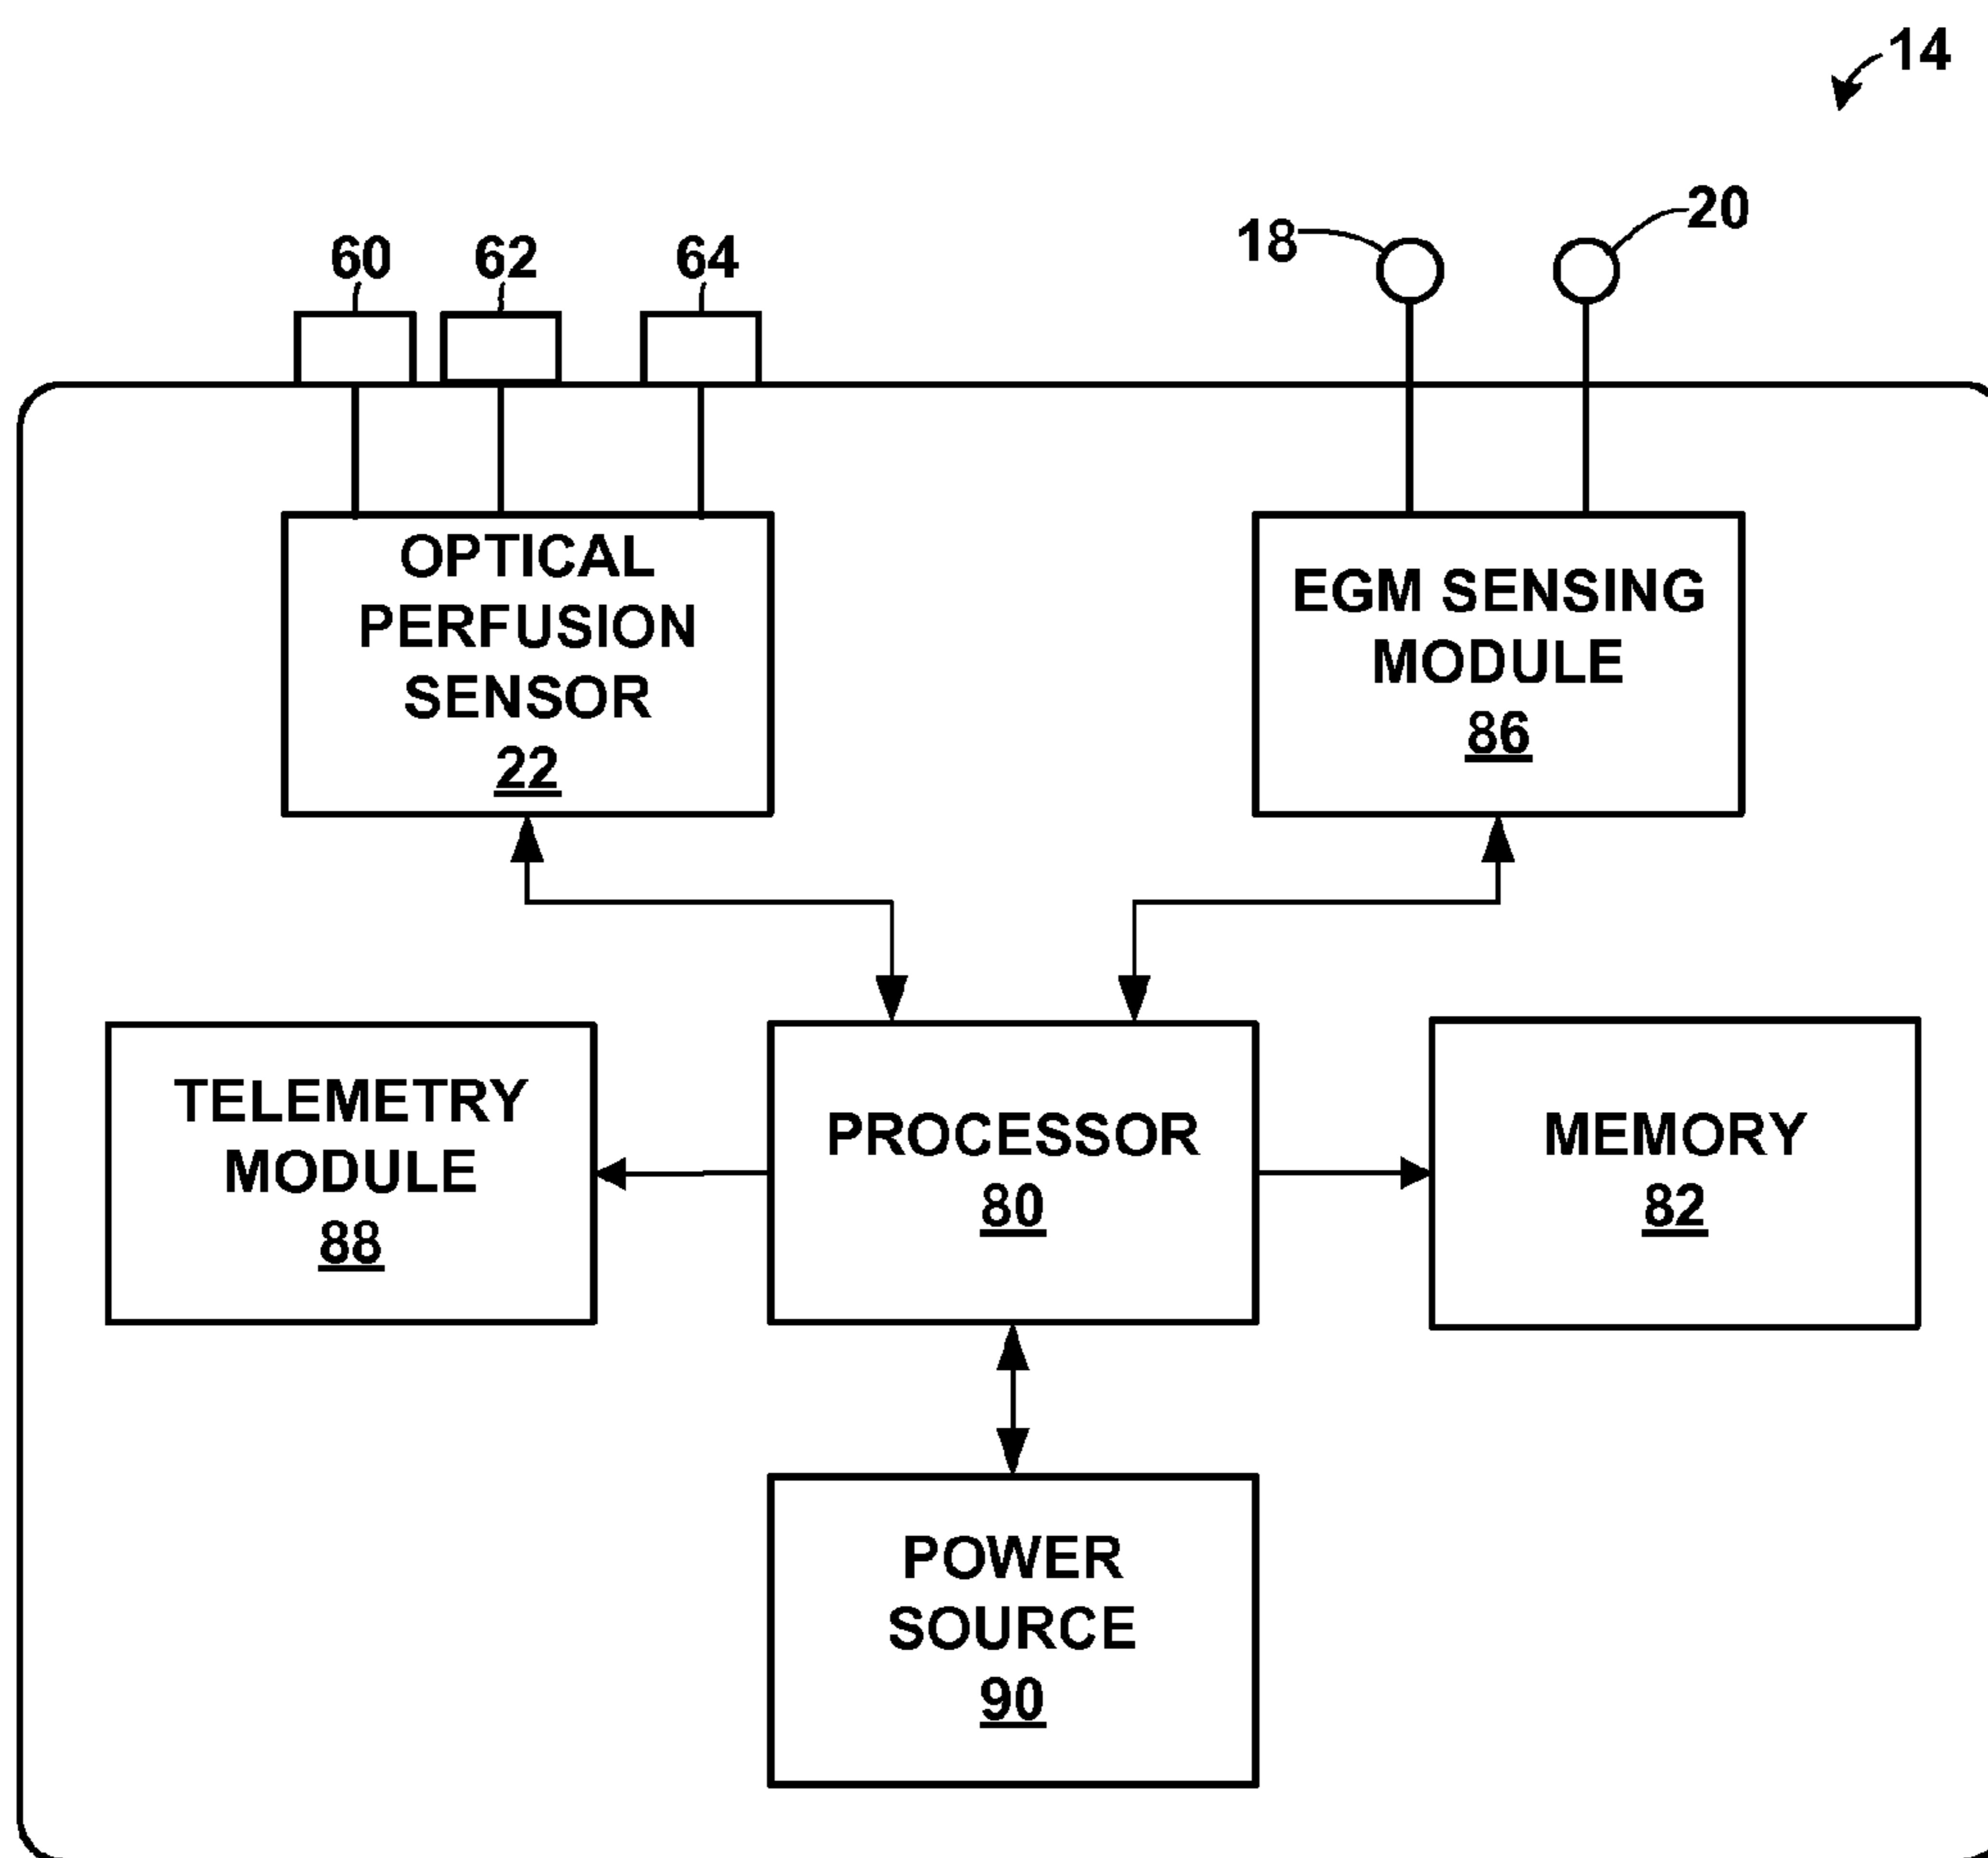 14
18
20
60
62
64
OPTICAL
PERFUSION
SENSOR
22
EGM SENSING
MODULE
86
TELEMETRY
MODULE
88
PROCESSOR
80
MEMORY
82
POWER
SOURCE
90